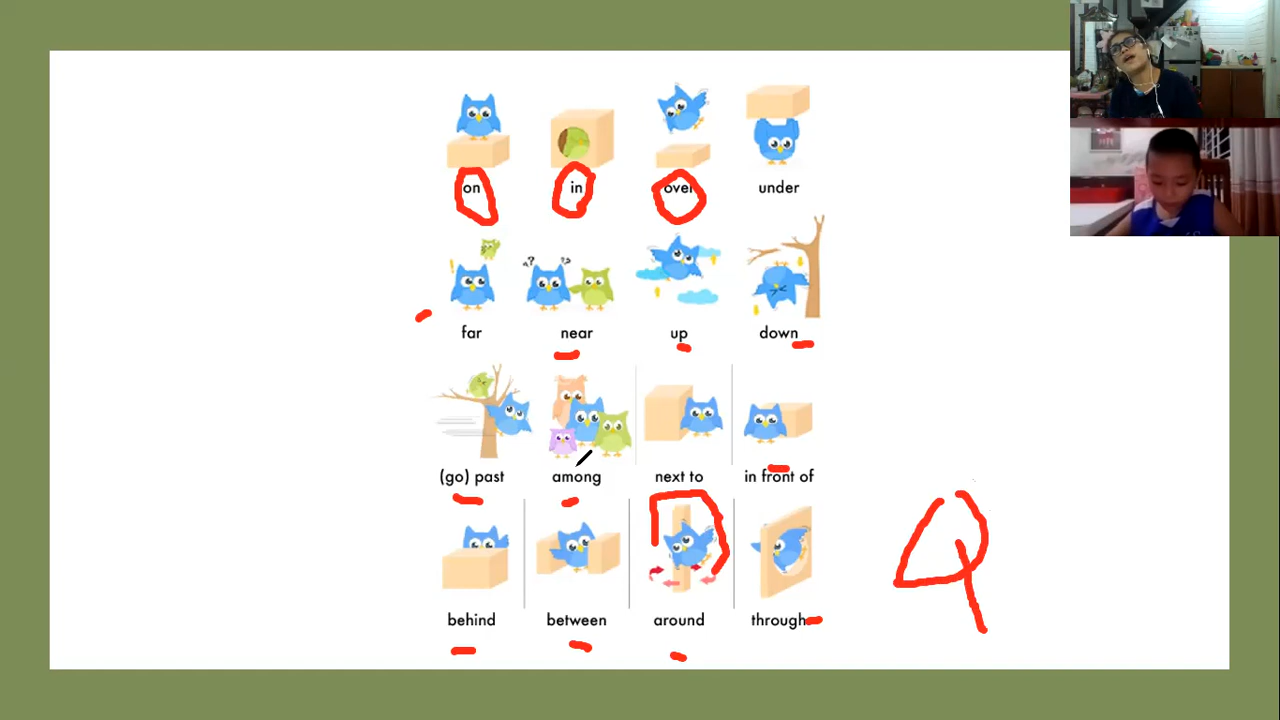 on in over under
far near up down
(go) past among next to in front of
behind between around through